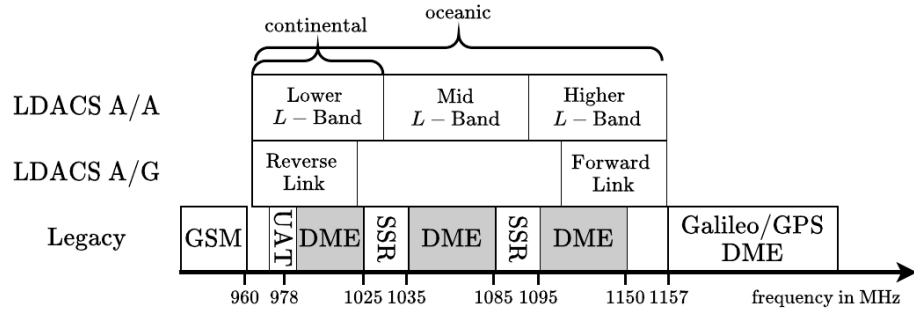 oceanic
continental
LDACS A/A
Lower
L – Band
Mid
L – Band
Higher
L – Band
LDACS A/G
Reverse
Link
Forward
Link
Legacy
GSM
UAT
DME
SSR
DME
SSR
DME
Galileo/GPS
DME
960 978 1025 1035 1085 1095 1150 1157 frequency in MHz